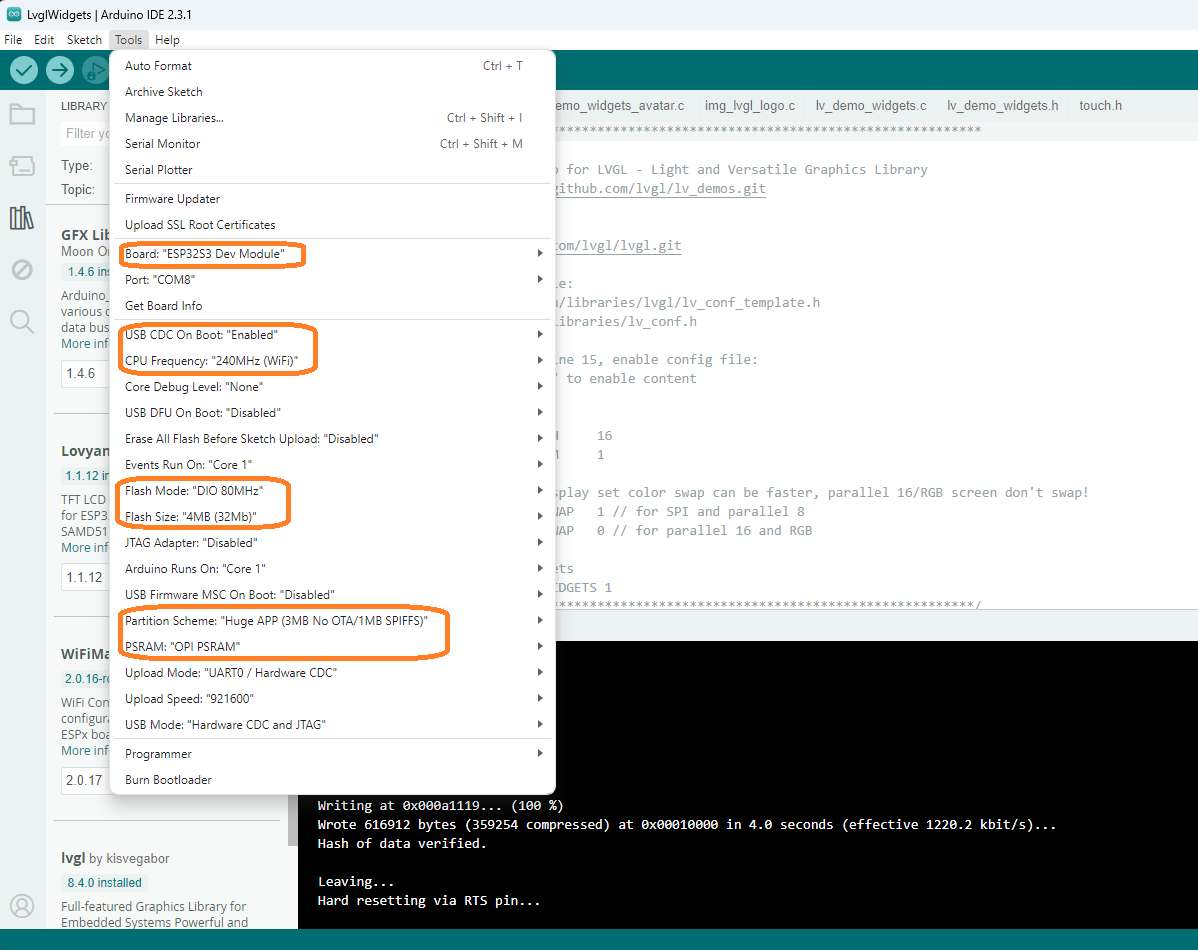 LvglWidgets | Arduino IDE 2.3.1
File Edit Sketch Tools Help
Auto Format Ctrl + T
Archive Sketch
Manage Libraries... Ctrl + Shift + I
Serial Monitor Ctrl + Shift + M
Serial Plotter
Firmware Updater
Upload SSL Root Certificates
Board: "ESP32S3 Dev Module"
Port: "COM8"
Get Board Info
USB CDC On Boot: "Enabled"
CPU Frequency: "240MHz (WiFi)"
Core Debug Level: "None"
USB DFU On Boot: "Disabled"
Erase All Flash Before Sketch Upload: "Disabled"
Events Run On: "Core 1"
Flash Mode: "DIO 80MHz"
Flash Size: "4MB (32Mb)"
JTAG Adapter: "Disabled"
Arduino Runs On: "Core 1"
USB Firmware MSC On Boot: "Disabled"
Partition Scheme: "Huge APP (3MB No OTA/1MB SPIFFS)"
PSRAM: "OPI PSRAM"
Upload Mode: "UART0 / Hardware CDC"
Upload Speed: "921600"
USB Mode: "Hardware CDC and JTAG"
Programmer
Burn Bootloader
LIBRARY
Filter yo
Type:
Topic:
GFX Lib
Moon On
1.4.6 ins
Arduino_
various c
data bus
More inf
1.4.6
Lovyan
1.1.12 in
TFT LCD
for ESP3
SAMD51
More inf
1.1.12
WiFiMa
2.0.16-rc
WiFi Con
configura
ESPx boa
More inf
2.0.17
lvgl by kisvegabor
8.4.0 installed
Full-featured Graphics Library for
Embedded Systems Powerful and
emo_widgets_avatar.c img_lvgl_logo.c lv_demo_widgets.c lv_demo_widgets.h touch.h
****************************************************
o for LVGL - Light and Versatile Graphics Library
github.com/lvgl/lv_demos.git
com/lvgl/lvgl.git
le:
n/libraries/lvgl/lv_conf_template.h
libraries/lv_conf.h
ine 15, enable config file:
to enable content
16
1
splay set color swap can be faster, parallel 16/RGB screen don't swap!
WAP 1 // for SPI and parallel 8
WAP 0 // for parallel 16 and RGB
ets
IDGETS 1
***************************************************/
Writing at 0x000a1119... (100 %)
Wrote 616912 bytes (359254 compressed) at 0x00010000 in 4.0 seconds (effective 1220.2 kbit/s)...
Hash of data verified.
Leaving...
Hard resetting via RTS pin...